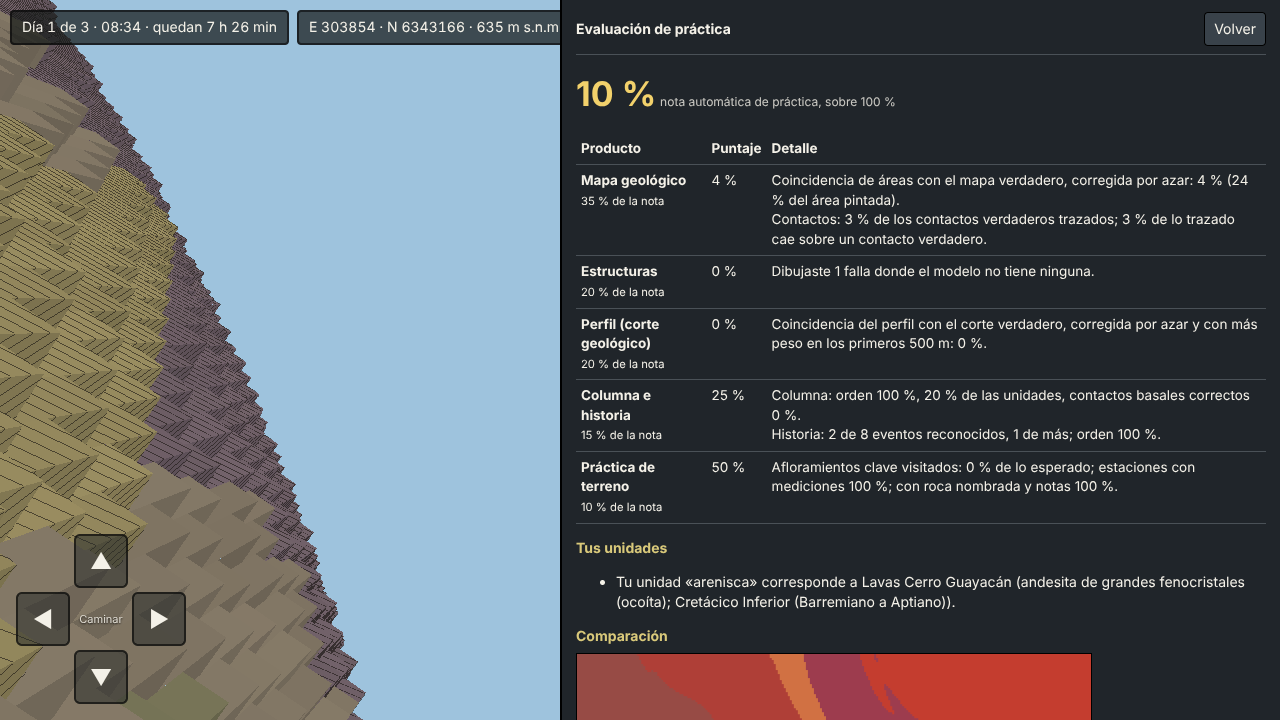 Día 1 de 3 · 08:34 · quedan 7 h 26 min
E 303854 · N 6343166 · 635 m s.n.m
Caminar
Evaluación de práctica
Volver
10 % nota automática de práctica, sobre 100 %
Producto Puntaje Detalle
Mapa geológico
35 % de la nota
4 %
Coincidencia de áreas con el mapa verdadero, corregida por azar: 4 % (24
% del área pintada).
Contactos: 3 % de los contactos verdaderos trazados; 3 % de lo trazado
cae sobre un contacto verdadero.
Estructuras
20 % de la nota
0 %
Dibujaste 1 falla donde el modelo no tiene ninguna.
Perfil (corte
geológico)
20 % de la nota
0 %
Coincidencia del perfil con el corte verdadero, corregida por azar y con más
peso en los primeros 500 m: 0 %.
Columna e
historia
15 % de la nota
25 %
Columna: orden 100 %, 20 % de las unidades, contactos basales correctos
0 %.
Historia: 2 de 8 eventos reconocidos, 1 de más; orden 100 %.
Práctica de
terreno
10 % de la nota
50 %
Afloramientos clave visitados: 0 % de lo esperado; estaciones con
mediciones 100 %; con roca nombrada y notas 100 %.
Tus unidades
• Tu unidad «arenisca» corresponde a Lavas Cerro Guayacán (andesita de grandes fenocristales
(ocoíta); Cretácico Inferior (Barremiano a Aptiano)).
Comparación